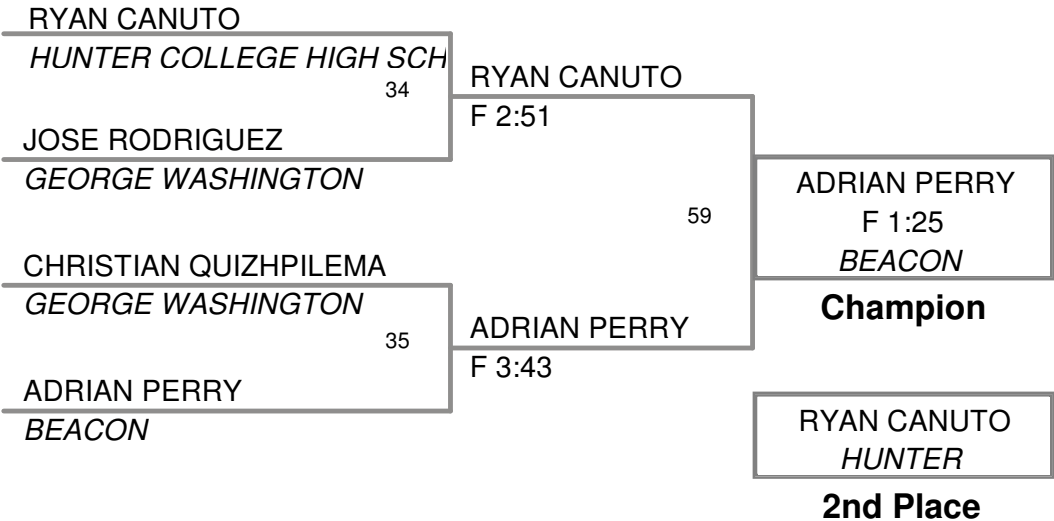 RYAN CANUTO
HUNTER COLLEGE HIGH SCH
34
JOSE RODRIGUEZ
GEORGE WASHINGTON
RYAN CANUTO
F 2:51
CHRISTIAN QUIZHPILEMA
GEORGE WASHINGTON
35
ADRIAN PERRY
BEACON
ADRIAN PERRY
F 3:43
59
ADRIAN PERRY
F 1:25
BEACON
Champion
RYAN CANUTO
HUNTER
2nd Place